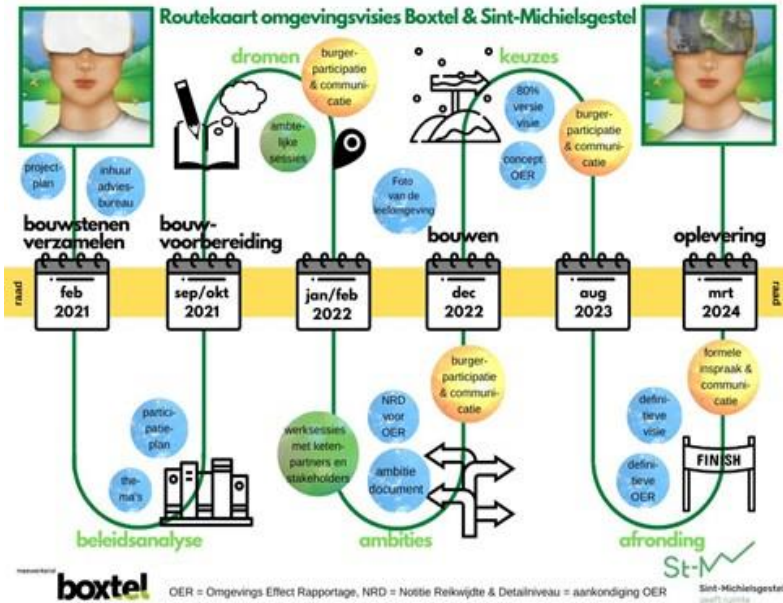 Routekaart omgevingsvisies Boxtel & Sint-Michielsgestel
dromen
burger-
participatie
& communi-
catie
keuzes
80%
versie
visie
burger-
participatie
& communi-
catie
ambte-
lijke
sessies
concept
OER
project-
plan
inhuur
advies-
bureau
Foto
van de
leefomgeving
bouwstenen
verzamelen
bouw-
voorbereiding
bouwen
oplevering
raad
feb
2021
sep/okt
2021
jan/feb
2022
dec
2022
aug
2023
mrt
2024
raad
partici-
patie-
plan
the-
ma's
werksessies
met keten-
partners en
stakeholders
NRD
voor
OER
ambitie
document
burger-
participatie
& communi-
catie
formele
inspraak &
communi-
catie
defini-
tieve
visie
defini-
tieve
OER
FINISH
beleidsanalyse
ambities
afronding
boxtel
OER = Omgevings Effect Rapportage, NRD = Notitie Reikwijdte & Detailniveau = aankondiging OER
St-M
Sint-Michielsgestel
geeft ruimte